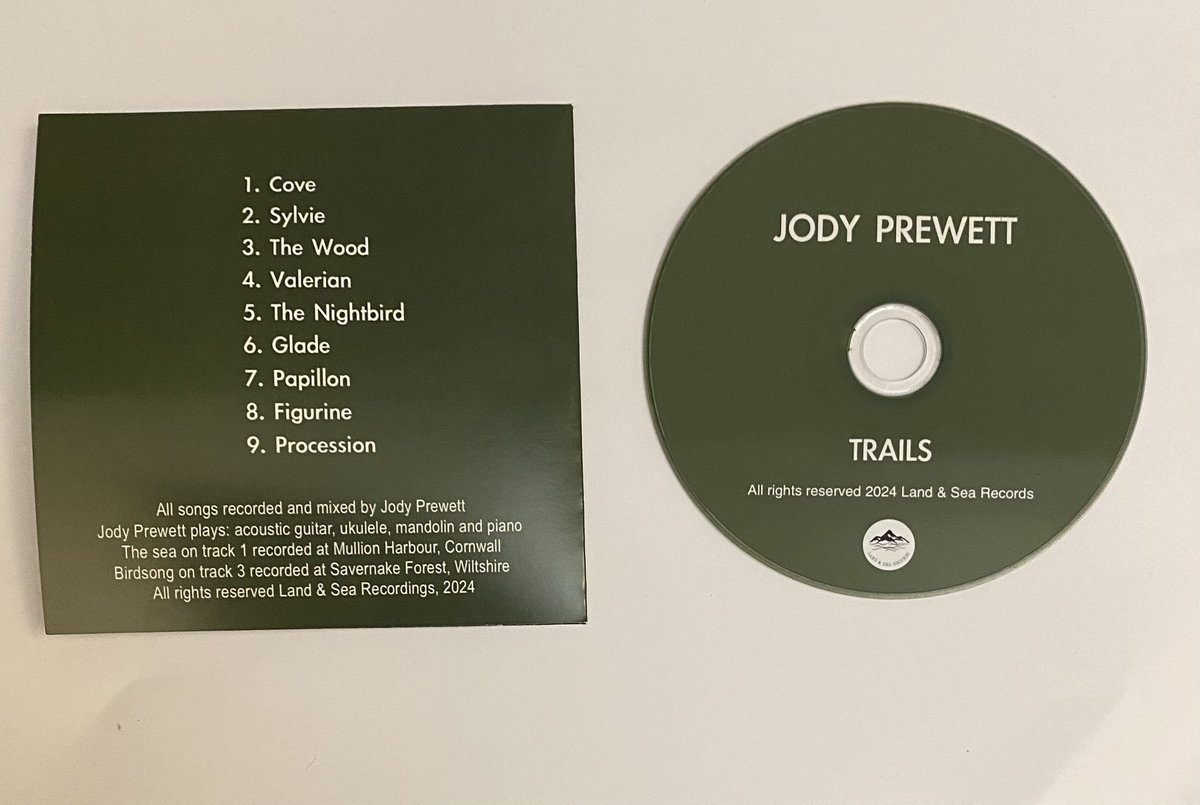 1. Cove
2. Sylvie
3. The Wood
4. Valerian
5. The Nightbird
6. Glade
7. Papillon
8. Figurine
9. Procession
All songs recorded and mixed by Jody Prewett
Jody Prewett plays: acoustic guitar, ukulele, mandolin and piano
The sea on track 1 recorded at Mullion Harbour, Cornwall
Birdsong on track 3 recorded at Savernake Forest, Wiltshire
All rights reserved Land & Sea Recordings, 2024
JODY PREWETT
TRAILS
All rights reserved 2024 Land & Sea Records
LAND & SEA RECORDS